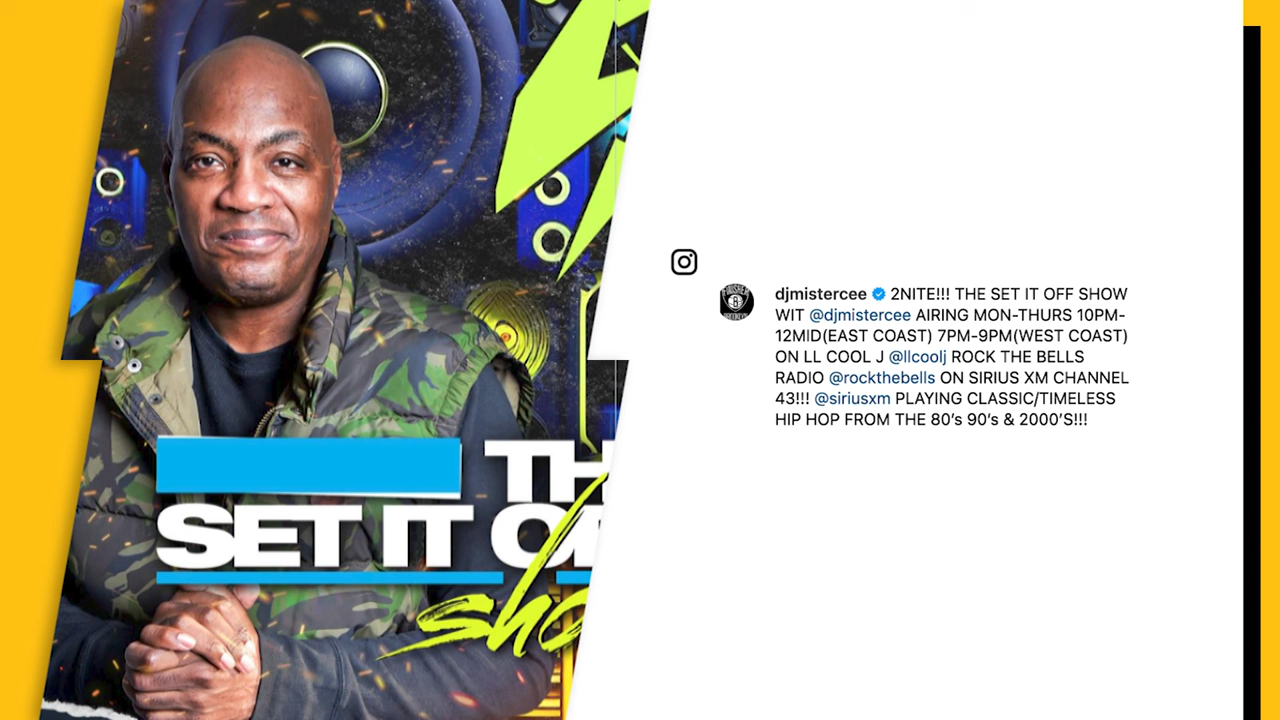 TH
SET IT O
sho
djmistercee 2NITE!!! THE SET IT OFF SHOW
WIT @djmistercee AIRING MON-THURS 10PM-
12MID(EAST COAST) 7PM-9PM(WEST COAST)
ON LL COOL J @llcoolj ROCK THE BELLS
RADIO @rockthebells ON SIRIUS XM CHANNEL
43!!! @siriusxm PLAYING CLASSIC/TIMELESS
HIP HOP FROM THE 80’s 90’s & 2000’S!!!